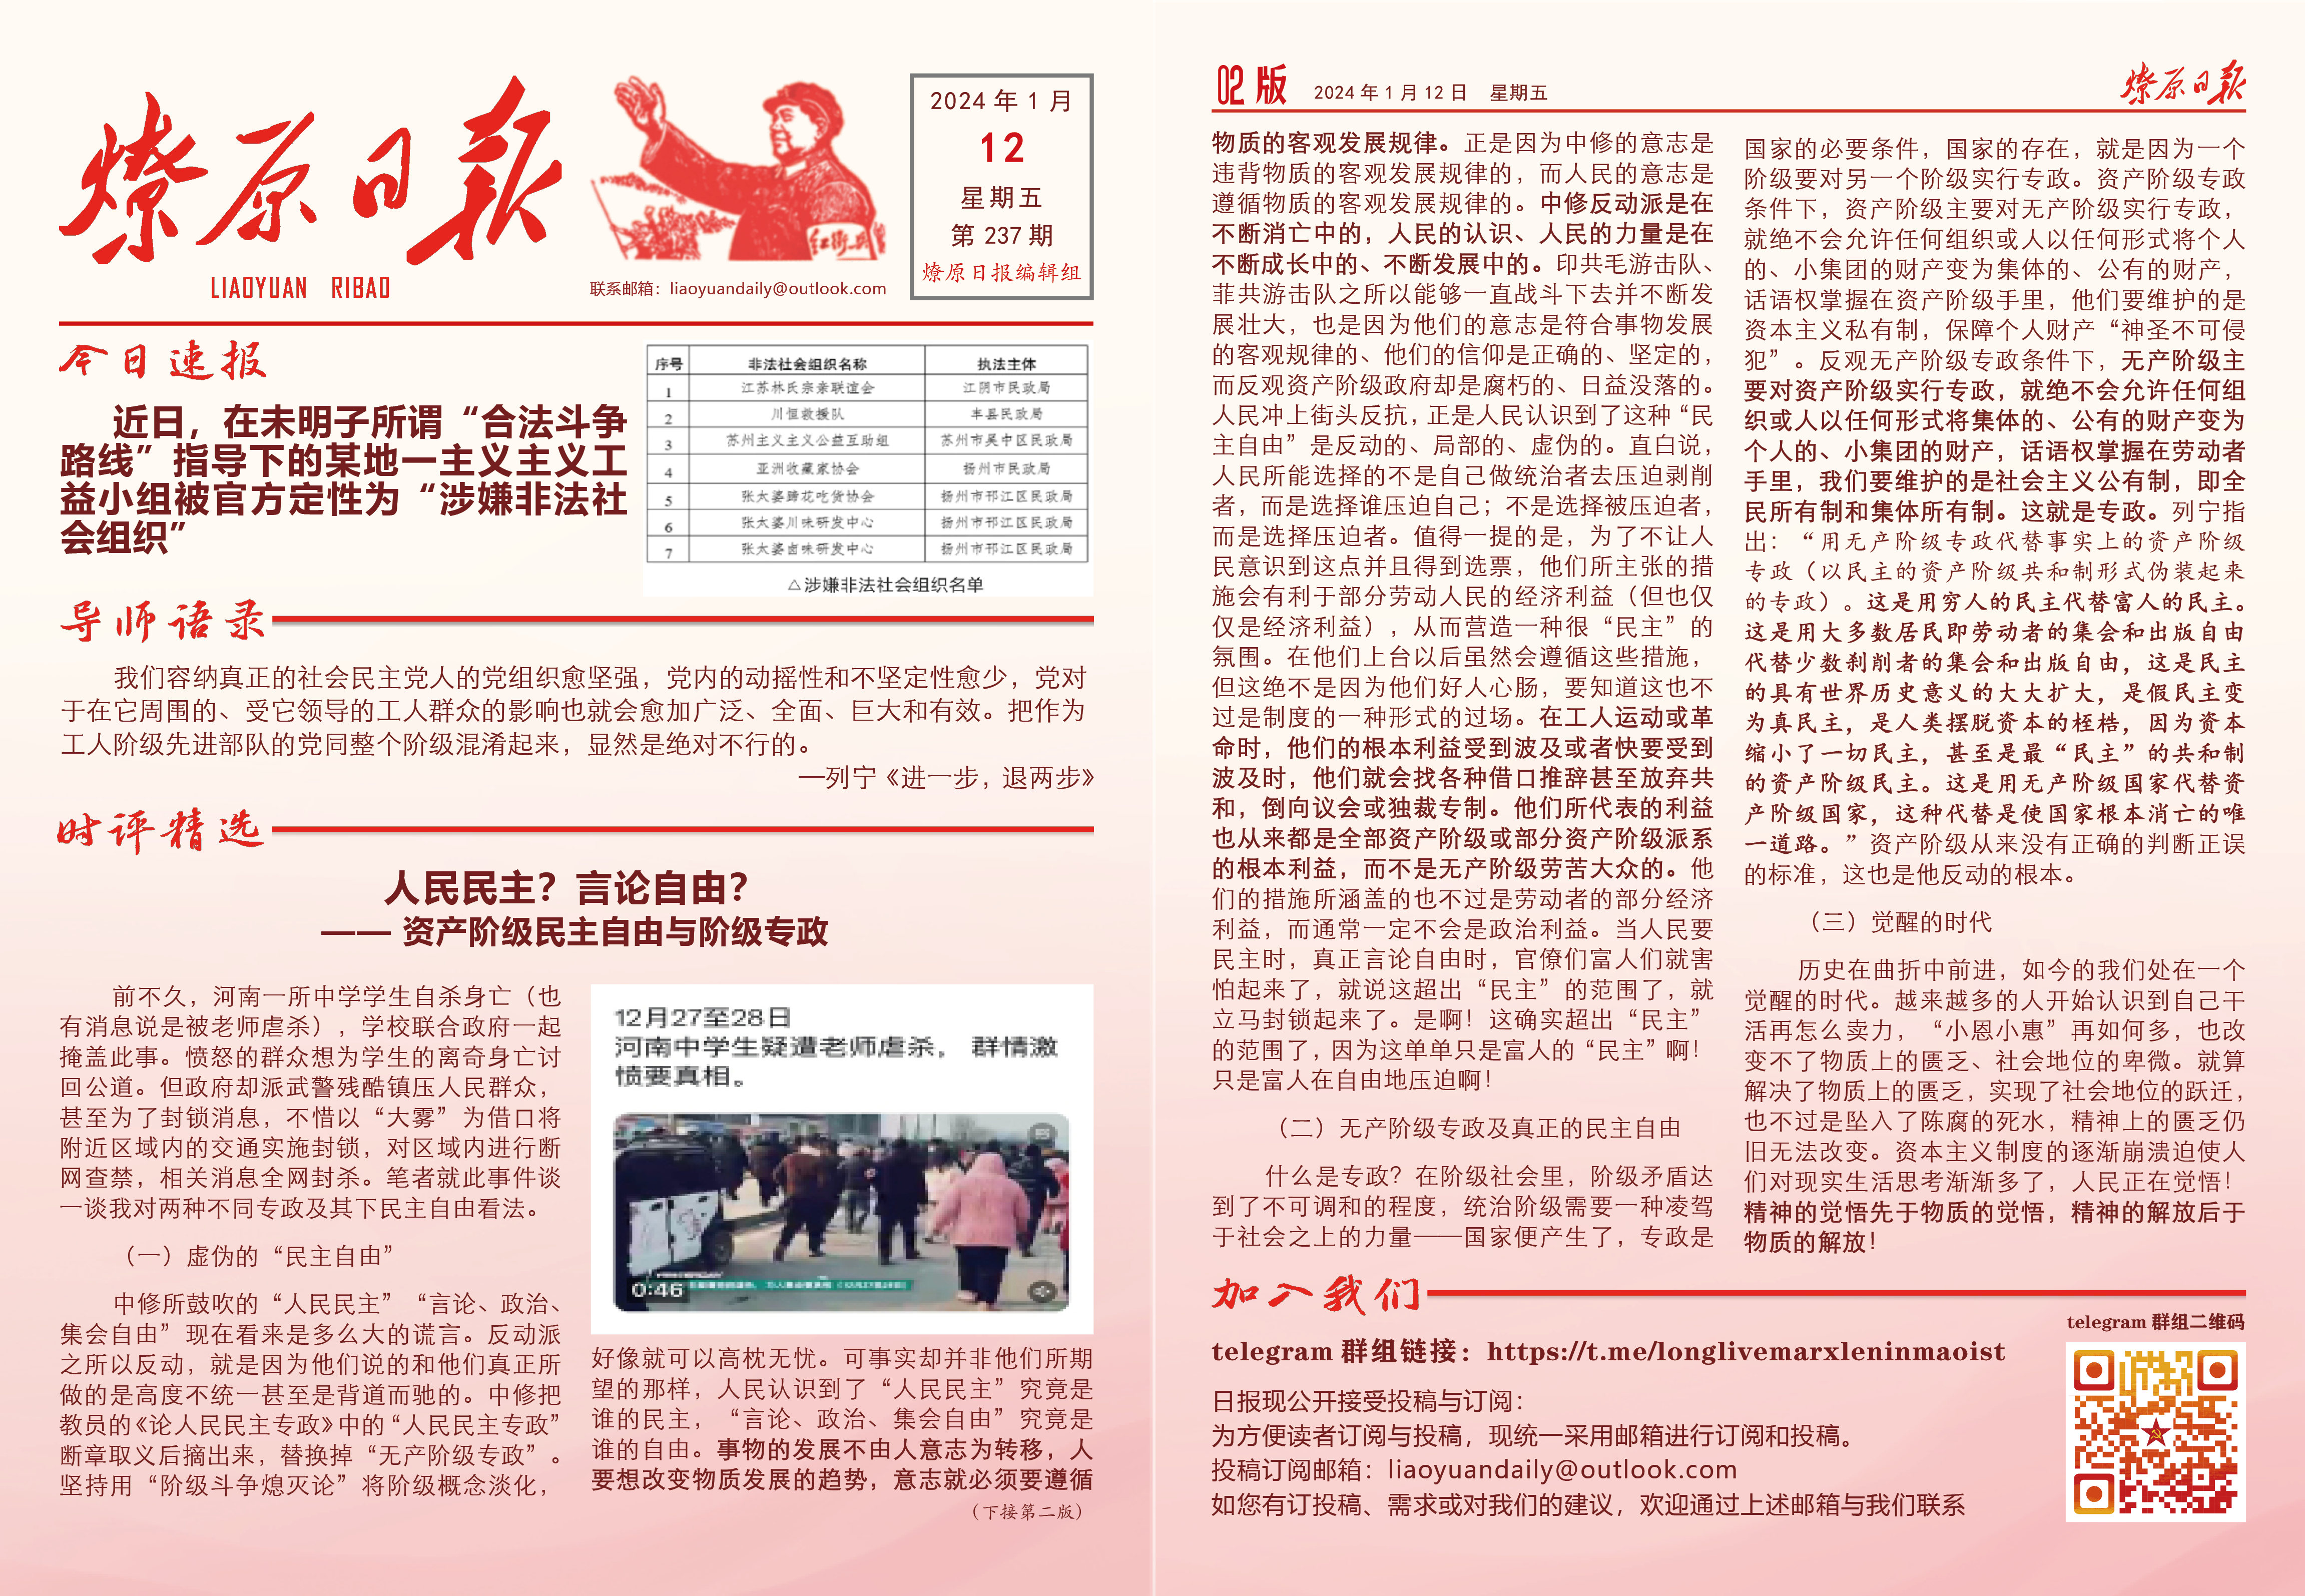 燎原日报
LIAOYUAN RIBAO
红卫兵
联系邮箱：liaoyuandaily@outlook.com
2024 年 1 月
12
星期五
第 237 期
燎原日报编辑组
今日速报
近日，在未明子所谓“合法斗争
路线”指导下的某地一主义主义工
益小组被官方定性为“涉嫌非法社
会组织”
序号 非法社会组织名称 执法主体
1 江苏林氏宗亲联谊会 江阴市民政局
2 川恒救援队 丰县民政局
3 苏州主义主义公益互助组 苏州市吴中区民政局
4 亚洲收藏家协会 扬州市民政局
5 张大婆蹄花吃货协会 扬州市邗江区民政局
6 张大婆川味研发中心 扬州市邗江区民政局
7 张大婆卤味研发中心 扬州市邗江区民政局
△涉嫌非法社会组织名单
导师语录
我们容纳真正的社会民主党人的党组织愈坚强，党内的动摇性和不坚定性愈少，党对
于在它周围的、受它领导的工人群众的影响也就会愈加广泛、全面、巨大和有效。把作为
工人阶级先进部队的党同整个阶级混淆起来，显然是绝对不行的。
—列宁《进一步，退两步》
时评精选
人民民主？言论自由？
—— 资产阶级民主自由与阶级专政
前不久，河南一所中学学生自杀身亡（也
有消息说是被老师虐杀），学校联合政府一起
掩盖此事。愤怒的群众想为学生的离奇身亡讨
回公道。但政府却派武警残酷镇压人民群众，
甚至为了封锁消息，不惜以“大雾”为借口将
附近区域内的交通实施封锁，对区域内进行断
网查禁，相关消息全网封杀。笔者就此事件谈
一谈我对两种不同专政及其下民主自由看法。
（一）虚伪的“民主自由”
中修所鼓吹的“人民民主”“言论、政治、
集会自由”现在看来是多么大的谎言。反动派
之所以反动，就是因为他们说的和他们真正所
做的是高度不统一甚至是背道而驰的。中修把
教员的《论人民民主专政》中的“人民民主专政”
断章取义后摘出来，替换掉“无产阶级专政”。
坚持用“阶级斗争熄灭论”将阶级概念淡化，
12月27至28日
河南中学生疑遭老师虐杀， 群情激
愤要真相。
0:46
好像就可以高枕无忧。可事实却并非他们所期
望的那样，人民认识到了“人民民主”究竟是
谁的民主，“言论、政治、集会自由”究竟是
谁的自由。事物的发展不由人意志为转移，人
要想改变物质发展的趋势，意志就必须要遵循
（下接第二版）
02 版 2024 年 1 月 12 日 星期五
燎原日报
物质的客观发展规律。正是因为中修的意志是
违背物质的客观发展规律的，而人民的意志是
遵循物质的客观发展规律的。中修反动派是在
不断消亡中的，人民的认识、人民的力量是在
不断成长中的、不断发展中的。印共毛游击队、
菲共游击队之所以能够一直战斗下去并不断发
展壮大，也是因为他们的意志是符合事物发展
的客观规律的、他们的信仰是正确的、坚定的，
而反观资产阶级政府却是腐朽的、日益没落的。
人民冲上街头反抗，正是人民认识到了这种“民
主自由”是反动的、局部的、虚伪的。直白说，
人民所能选择的不是自己做统治者去压迫剥削
者，而是选择谁压迫自己；不是选择被压迫者，
而是选择压迫者。值得一提的是，为了不让人
民意识到这点并且得到选票，他们所主张的措
施会有利于部分劳动人民的经济利益（但也仅
仅是经济利益），从而营造一种很“民主”的
氛围。在他们上台以后虽然会遵循这些措施，
但这绝不是因为他们好人心肠，要知道这也不
过是制度的一种形式的过场。在工人运动或革
命时，他们的根本利益受到波及或者快要受到
波及时，他们就会找各种借口推辞甚至放弃共
和，倒向议会或独裁专制。他们所代表的利益
也从来都是全部资产阶级或部分资产阶级派系
的根本利益，而不是无产阶级劳苦大众的。他
们的措施所涵盖的也不过是劳动者的部分经济
利益，而通常一定不会是政治利益。当人民要
民主时，真正言论自由时，官僚们富人们就害
怕起来了，就说这超出“民主”的范围了，就
立马封锁起来了。是啊！这确实超出“民主”
的范围了，因为这单单只是富人的“民主”啊！
只是富人在自由地压迫啊！
（二）无产阶级专政及真正的民主自由
什么是专政？在阶级社会里，阶级矛盾达
到了不可调和的程度，统治阶级需要一种凌驾
于社会之上的力量——国家便产生了，专政是
国家的必要条件，国家的存在，就是因为一个
阶级要对另一个阶级实行专政。资产阶级专政
条件下，资产阶级主要对无产阶级实行专政，
就绝不会允许任何组织或人以任何形式将个人
的、小集团的财产变为集体的、公有的财产，
话语权掌握在资产阶级手里，他们要维护的是
资本主义私有制，保障个人财产“神圣不可侵
犯”。反观无产阶级专政条件下，无产阶级主
要对资产阶级实行专政，就绝不会允许任何组
织或人以任何形式将集体的、公有的财产变为
个人的、小集团的财产，话语权掌握在劳动者
手里，我们要维护的是社会主义公有制，即全
民所有制和集体所有制。这就是专政。列宁指
出：“用无产阶级专政代替事实上的资产阶级
专政（以民主的资产阶级共和制形式伪装起来
的专政）。这是用穷人的民主代替富人的民主。
这是用大多数居民即劳动者的集会和出版自由
代替少数剥削者的集会和出版自由，这是民主
的具有世界历史意义的大大扩大，是假民主变
为真民主，是人类摆脱资本的桎梏，因为资本
缩小了一切民主，甚至是最“民主”的共和制
的资产阶级民主。这是用无产阶级国家代替资
产阶级国家，这种代替是使国家根本消亡的唯
一道路。”资产阶级从来没有正确的判断正误
的标准，这也是他反动的根本。
（三）觉醒的时代
历史在曲折中前进，如今的我们处在一个
觉醒的时代。越来越多的人开始认识到自己干
活再怎么卖力，“小恩小惠”再如何多，也改
变不了物质上的匮乏、社会地位的卑微。就算
解决了物质上的匮乏，实现了社会地位的跃迁，
也不过是坠入了陈腐的死水，精神上的匮乏仍
旧无法改变。资本主义制度的逐渐崩溃迫使人
们对现实生活思考渐渐多了，人民正在觉悟！
精神的觉悟先于物质的觉悟，精神的解放后于
物质的解放！
加入我们
telegram 群组链接：https://t.me/longlivemarxleninmaoist
日报现公开接受投稿与订阅：
为方便读者订阅与投稿，现统一采用邮箱进行订阅和投稿。
投稿订阅邮箱：liaoyuandaily@outlook.com
如您有订投稿、需求或对我们的建议，欢迎通过上述邮箱与我们联系
telegram 群组二维码